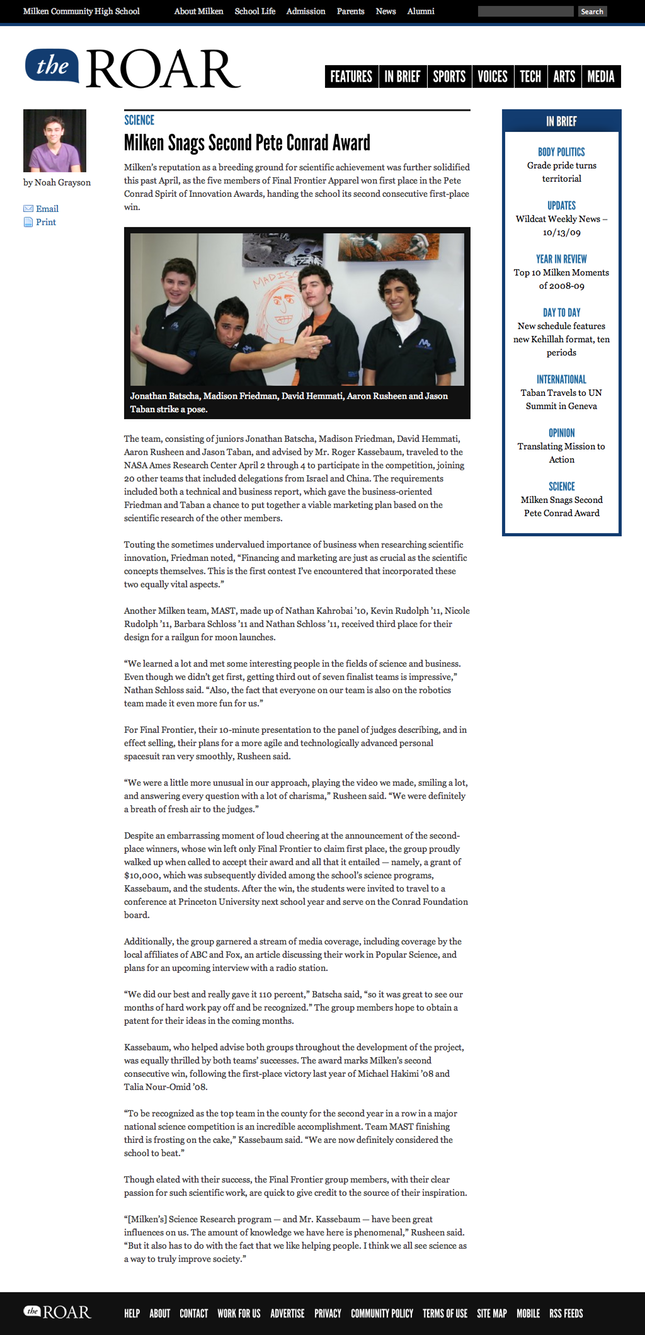 Milken Community High School
About Milken School Life Admission Parents News Alumni
Search
the ROAR
FEATURES IN BRIEF SPORTS VOICES TECH ARTS MEDIA
by Noah Grayson
Email
Print
SCIENCE
Milken Snags Second Pete Conrad Award
Milken's reputation as a breeding ground for scientific achievement was further solidified
this past April, as the five members of Final Frontier Apparel won first place in the Pete
Conrad Spirit of Innovation Awards, handing the school its second consecutive first-place
win.
MADIS
Jonathan Batscha, Madison Friedman, David Hemmati, Aaron Rusheen and Jason
Taban strike a pose.
The team, consisting of juniors Jonathan Batscha, Madison Friedman, David Hemmati,
Aaron Rusheen and Jason Taban, and advised by Mr. Roger Kassebaum, traveled to the
NASA Ames Research Center April 2 through 4 to participate in the competition, joining
20 other teams that included delegations from Israel and China. The requirements
included both a technical and business report, which gave the business-oriented
Friedman and Taban a chance to put together a viable marketing plan based on the
scientific research of the other members.
Touting the sometimes undervalued importance of business when researching scientific
innovation, Friedman noted, “Financing and marketing are just as crucial as the scientific
concepts themselves. This is the first contest I've encountered that incorporated these
two equally vital aspects.”
Another Milken team, MAST, made up of Nathan Kahrobai '10, Kevin Rudolph '11, Nicole
Rudolph '11, Barbara Schloss '11 and Nathan Schloss '11, received third place for their
design for a railgun for moon launches.
“We learned a lot and met some interesting people in the fields of science and business.
Even though we didn't get first, getting third out of seven finalist teams is impressive,”
Nathan Schloss said. “Also, the fact that everyone on our team is also on the robotics
team made it even more fun for us.”
For Final Frontier, their 10-minute presentation to the panel of judges describing, and in
effect selling, their plans for a more agile and technologically advanced personal
spacesuit ran very smoothly, Rusheen said.
“We were a little more unusual in our approach, playing the video we made, smiling a lot,
and answering every question with a lot of charisma,” Rusheen said. “We were definitely
a breath of fresh air to the judges.”
Despite an embarrassing moment of loud cheering at the announcement of the second-
place winners, whose win left only Final Frontier to claim first place, the group proudly
walked up when called to accept their award and all that it entailed — namely, a grant of
$10,000, which was subsequently divided among the school's science programs,
Kassebaum, and the students. After the win, the students were invited to travel to a
conference at Princeton University next school year and serve on the Conrad Foundation
board.
Additionally, the group garnered a stream of media coverage, including coverage by the
local affiliates of ABC and Fox, an article discussing their work in Popular Science, and
plans for an upcoming interview with a radio station.
“We did our best and really gave it 110 percent,” Batscha said, “so it was great to see our
months of hard work pay off and be recognized.” The group members hope to obtain a
patent for their ideas in the coming months.
Kassebaum, who helped advise both groups throughout the development of the project,
was equally thrilled by both teams' successes. The award marks Milken's second
consecutive win, following the first-place victory last year of Michael Hakimi '08 and
Talia Nour-Omid '08.
“To be recognized as the top team in the county for the second year in a row in a major
national science competition is an incredible accomplishment. Team MAST finishing
third is frosting on the cake,” Kassebaum said. “We are now definitely considered the
school to beat.”
Though elated with their success, the Final Frontier group members, with their clear
passion for such scientific work, are quick to give credit to the source of their inspiration.
“[Milken's] Science Research program — and Mr. Kassebaum — have been great
influences on us. The amount of knowledge we have here is phenomenal,” Rusheen said.
“But it also has to do with the fact that we like helping people. I think we all see science as
a way to truly improve society.”
IN BRIEF
BODY POLITICS
Grade pride turns
territorial
UPDATES
Wildcat Weekly News –
10/13/09
YEAR IN REVIEW
Top 10 Milken Moments
of 2008-09
DAY TO DAY
New schedule features
new Kehillah format, ten
periods
INTERNATIONAL
Taban Travels to UN
Summit in Geneva
OPINION
Translating Mission to
Action
SCIENCE
Milken Snags Second
Pete Conrad Award
the ROAR
HELP ABOUT CONTACT WORK FOR US ADVERTISE PRIVACY COMMUNITY POLICY TERMS OF USE SITE MAP MOBILE RSS FEEDS